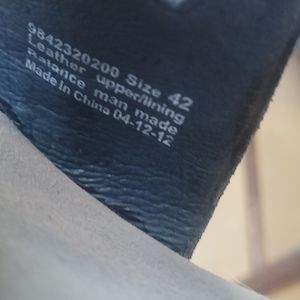 9842320200 Size 42
Leather upper/lining
Balance man made
Made in China 04-12-12